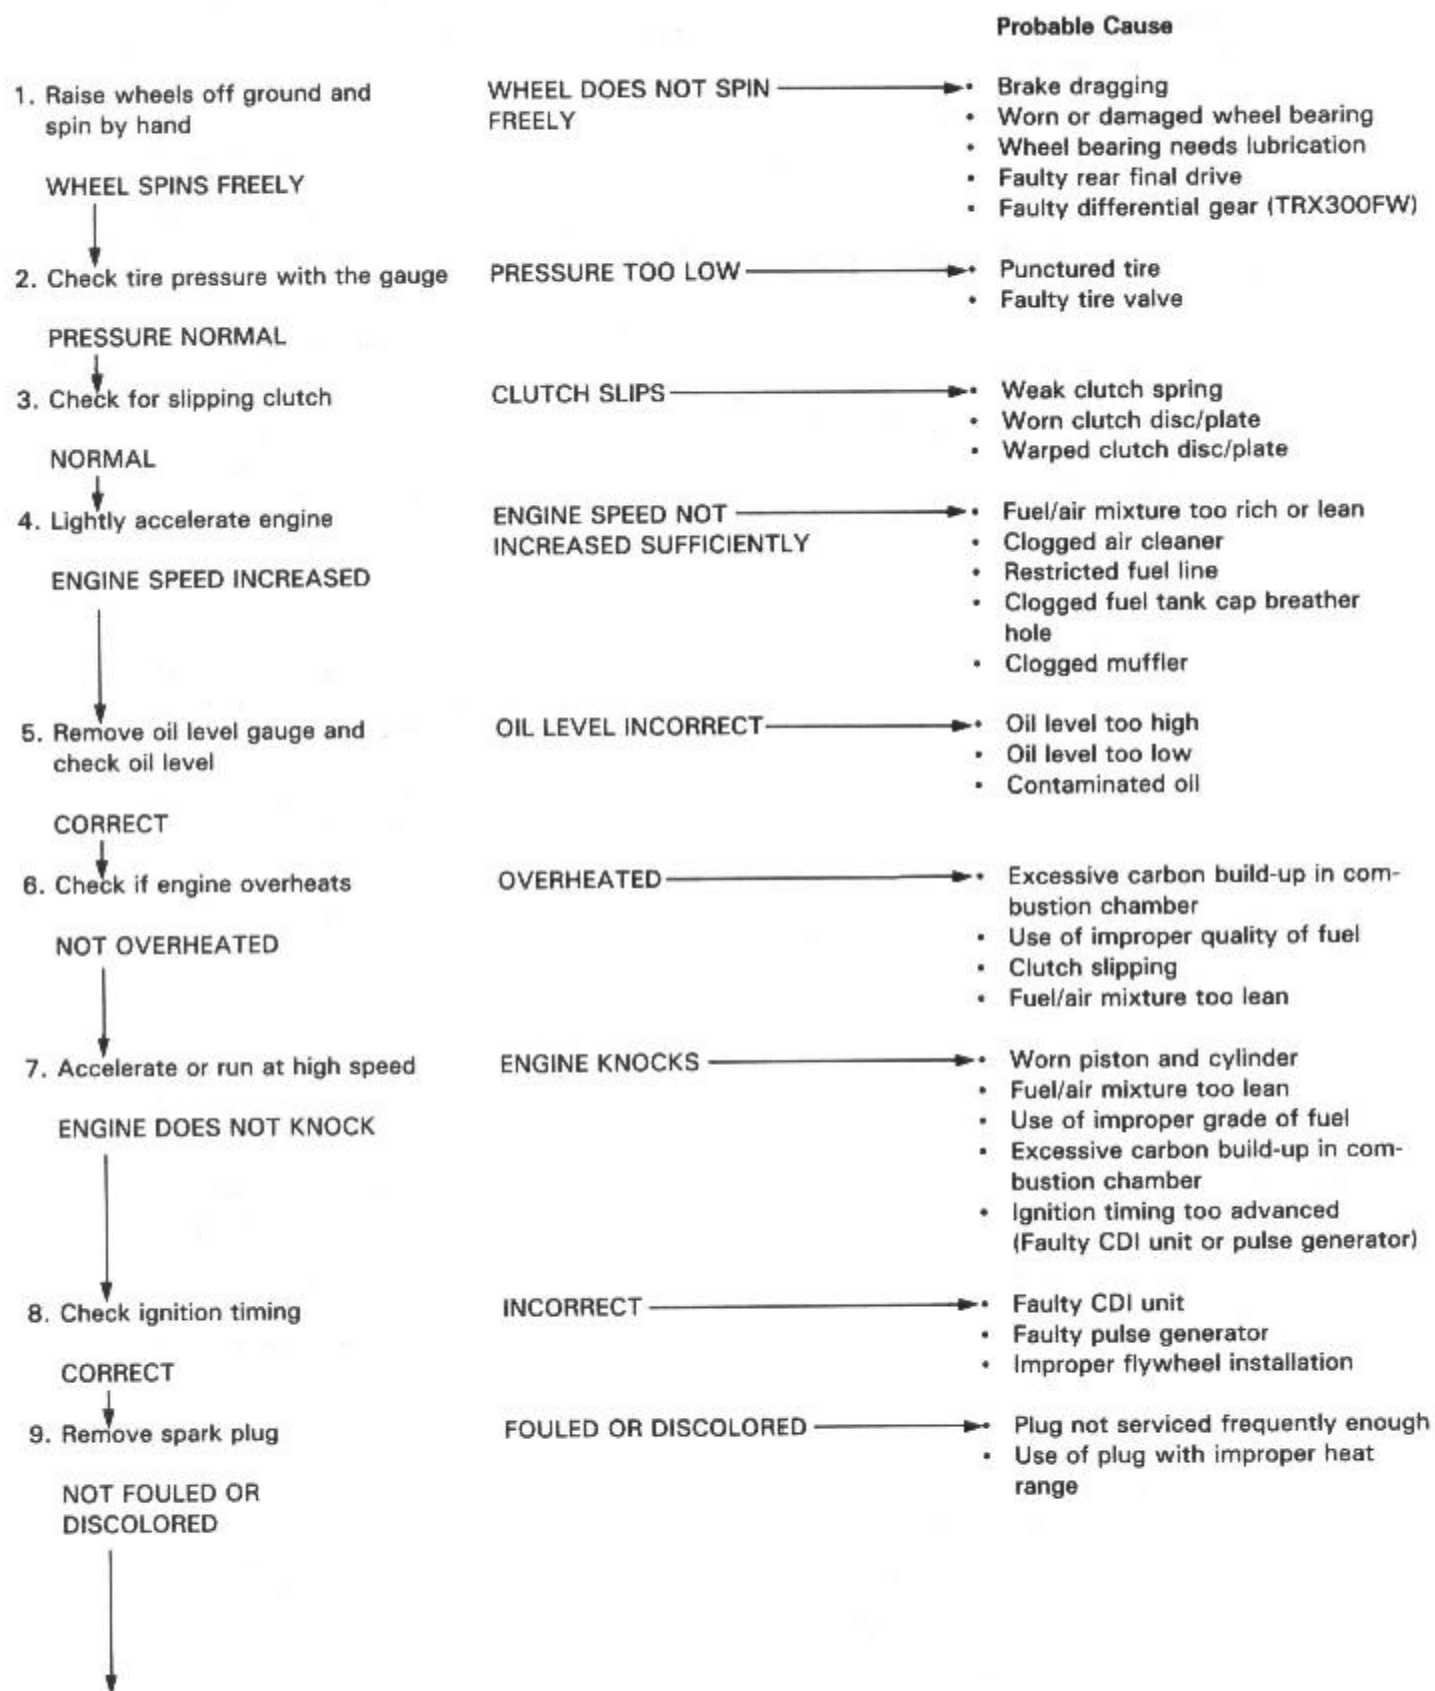 Probable Cause
1. Raise wheels off ground and
spin by hand
WHEEL DOES NOT SPIN
FREELY
• Brake dragging
• Worn or damaged wheel bearing
• Wheel bearing needs lubrication
• Faulty rear final drive
• Faulty differential gear (TRX300FW)
WHEEL SPINS FREELY
2. Check tire pressure with the gauge
PRESSURE TOO LOW
• Punctured tire
• Faulty tire valve
PRESSURE NORMAL
3. Check for slipping clutch
CLUTCH SLIPS
• Weak clutch spring
• Worn clutch disc/plate
• Warped clutch disc/plate
NORMAL
4. Lightly accelerate engine
ENGINE SPEED NOT
INCREASED SUFFICIENTLY
• Fuel/air mixture too rich or lean
• Clogged air cleaner
• Restricted fuel line
• Clogged fuel tank cap breather
hole
• Clogged muffler
ENGINE SPEED INCREASED
5. Remove oil level gauge and
check oil level
OIL LEVEL INCORRECT
• Oil level too high
• Oil level too low
• Contaminated oil
CORRECT
6. Check if engine overheats
OVERHEATED
• Excessive carbon build-up in com-
bustion chamber
• Use of improper quality of fuel
• Clutch slipping
• Fuel/air mixture too lean
NOT OVERHEATED
7. Accelerate or run at high speed
ENGINE KNOCKS
• Worn piston and cylinder
• Fuel/air mixture too lean
• Use of improper grade of fuel
• Excessive carbon build-up in com-
bustion chamber
• Ignition timing too advanced
(Faulty CDI unit or pulse generator)
ENGINE DOES NOT KNOCK
8. Check ignition timing
INCORRECT
• Faulty CDI unit
• Faulty pulse generator
• Improper flywheel installation
CORRECT
9. Remove spark plug
FOULED OR DISCOLORED
• Plug not serviced frequently enough
• Use of plug with improper heat
range
NOT FOULED OR
DISCOLORED